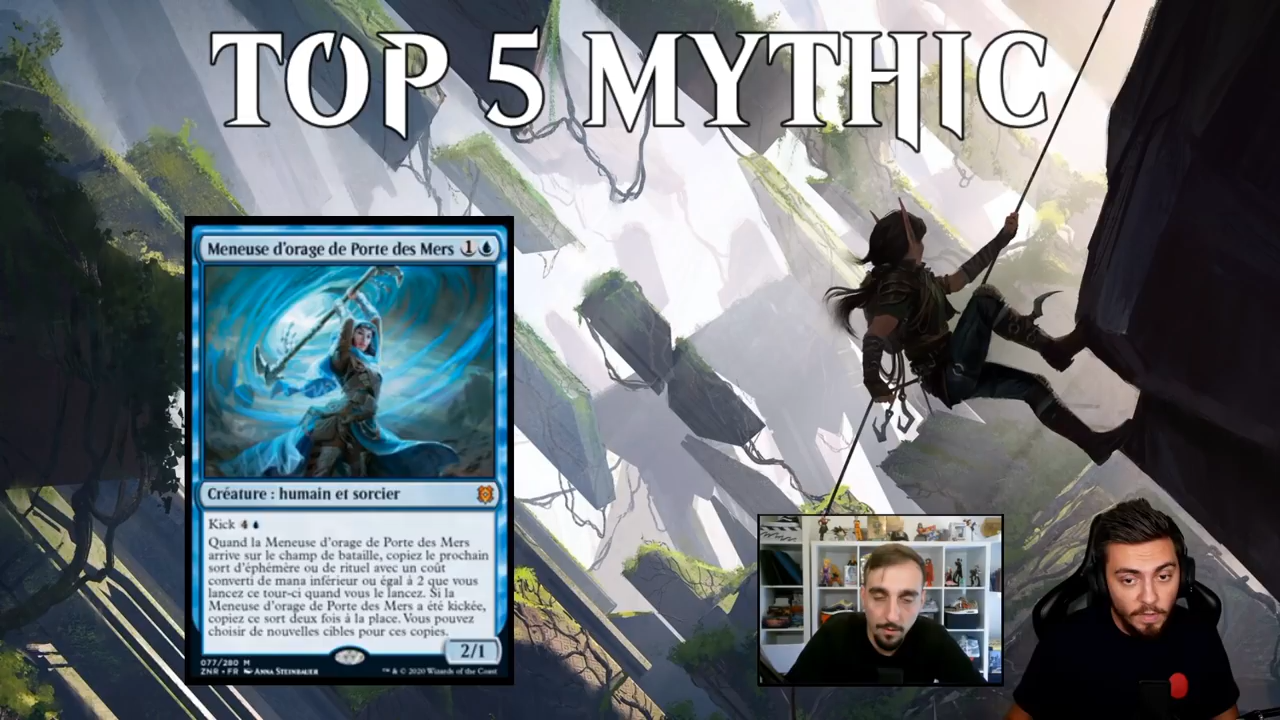 TOP 5 MYTHIC
Meneuse d'orage de Porte des Mers 1
Créature : humain et sorcier
Kick 4
Quand la Meneuse d'orage de Porte des Mers
arrive sur le champ de bataille, copiez le prochain
sort d'éphémère ou de rituel avec un coût
converti de mana inférieur ou égal à 2 que vous
lancez ce tour-ci quand vous le lancez. Si la
Meneuse d'orage de Porte des Mers a été kickée,
copiez ce sort deux fois à la place. Vous pouvez
choisir de nouvelles cibles pour ces copies.
2/1
077/280 M
ZNR • FR Anna Steinbauer ™ & © 2020 Wizards of the Coast